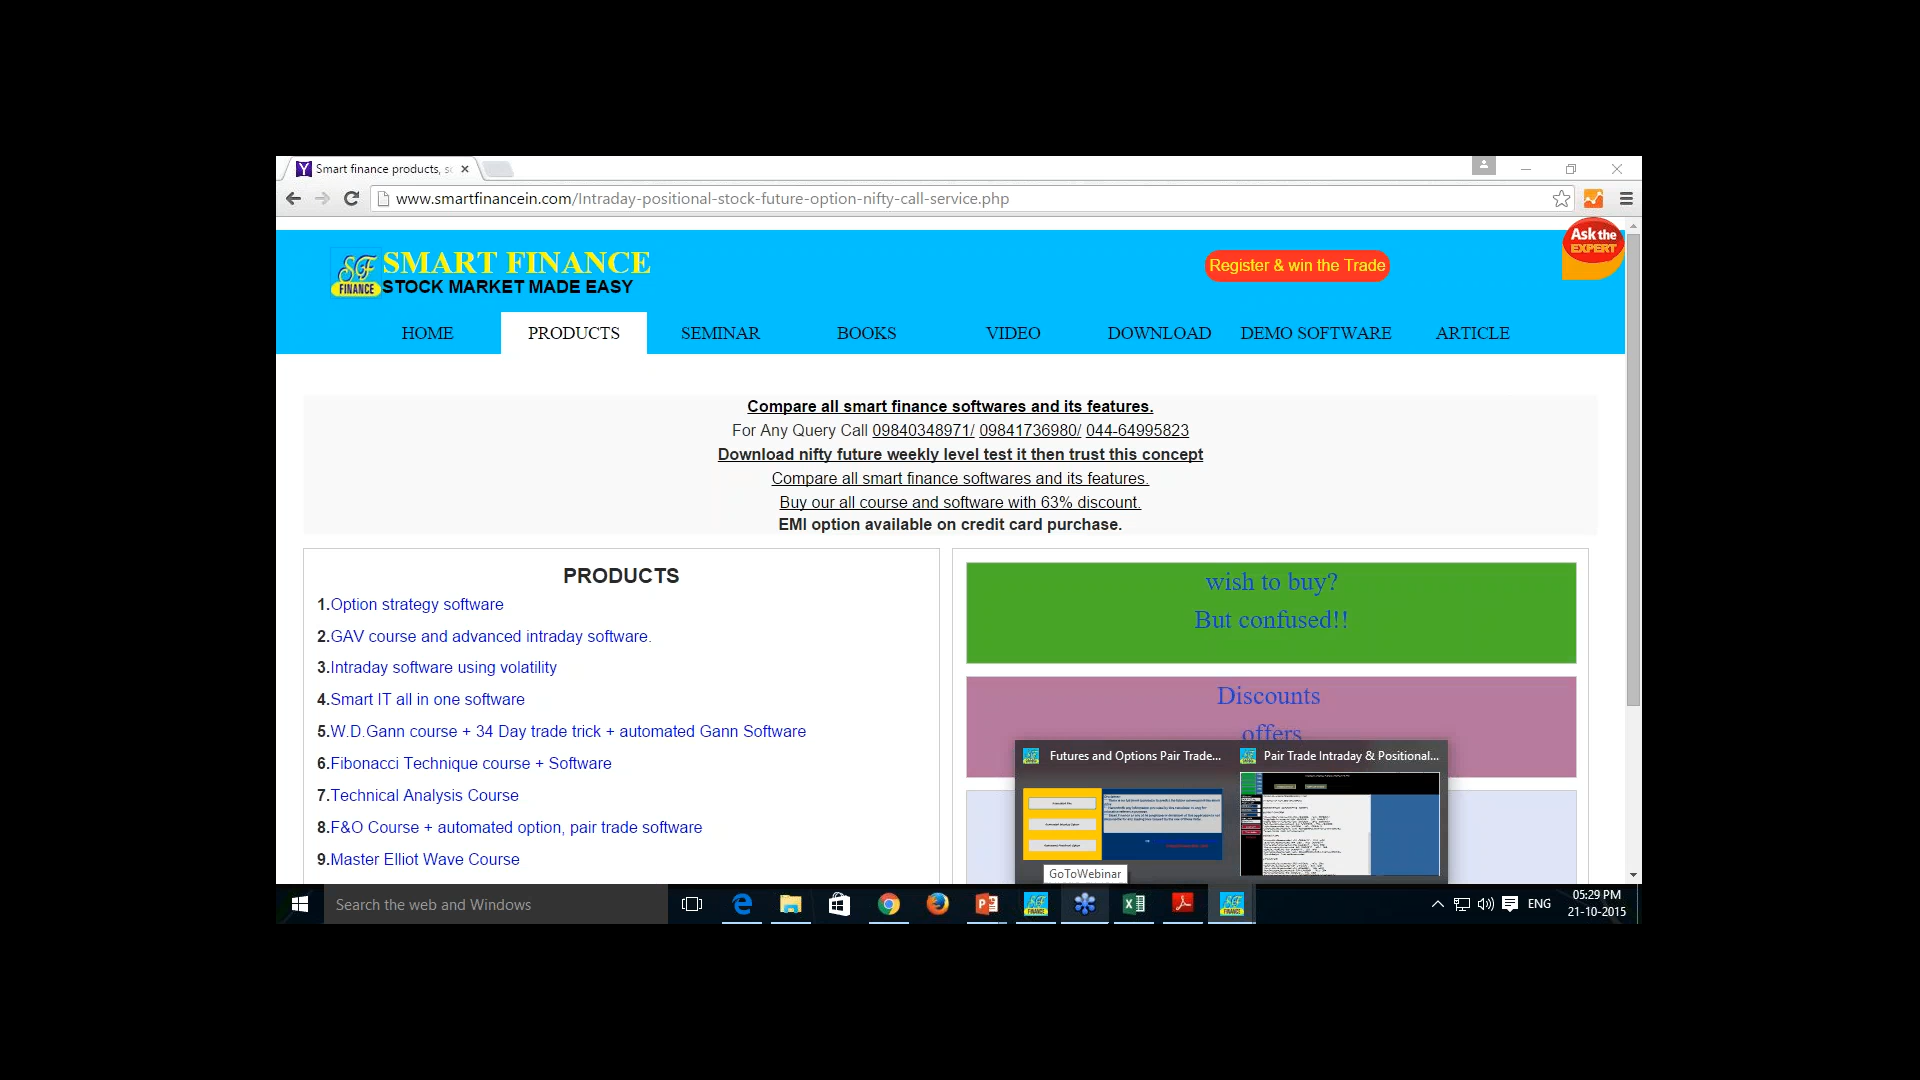 Smart finance products, s
www.smartfinancein.com/Intraday-positional-stock-future-option-nifty-call-service.php
Ask the
EXPERT
SF
FINANCE
SMART FINANCE
STOCK MARKET MADE EASY
Register & win the Trade
HOME PRODUCTS SEMINAR BOOKS VIDEO DOWNLOAD DEMO SOFTWARE ARTICLE
Compare all smart finance softwares and its features.
For Any Query Call 09840348971/ 09841736980/ 044-64995823
Download nifty future weekly level test it then trust this concept
Compare all smart finance softwares and its features.
Buy our all course and software with 63% discount.
EMI option available on credit card purchase.
PRODUCTS
1.Option strategy software
2.GAV course and advanced intraday software.
3.Intraday software using volatility
4.Smart IT all in one software
5.W.D.Gann course + 34 Day trade trick + automated Gann Software
6.Fibonacci Technique course + Software
7.Technical Analysis Course
8.F&O Course + automated option, pair trade software
9.Master Elliot Wave Course
wish to buy?
But confused!!
Discounts
offers
Futures and Options Pair Trade...
Pair Trade Intraday & Positional...
GoToWebinar
Search the web and Windows
ENG
05:29 PM
21-10-2015